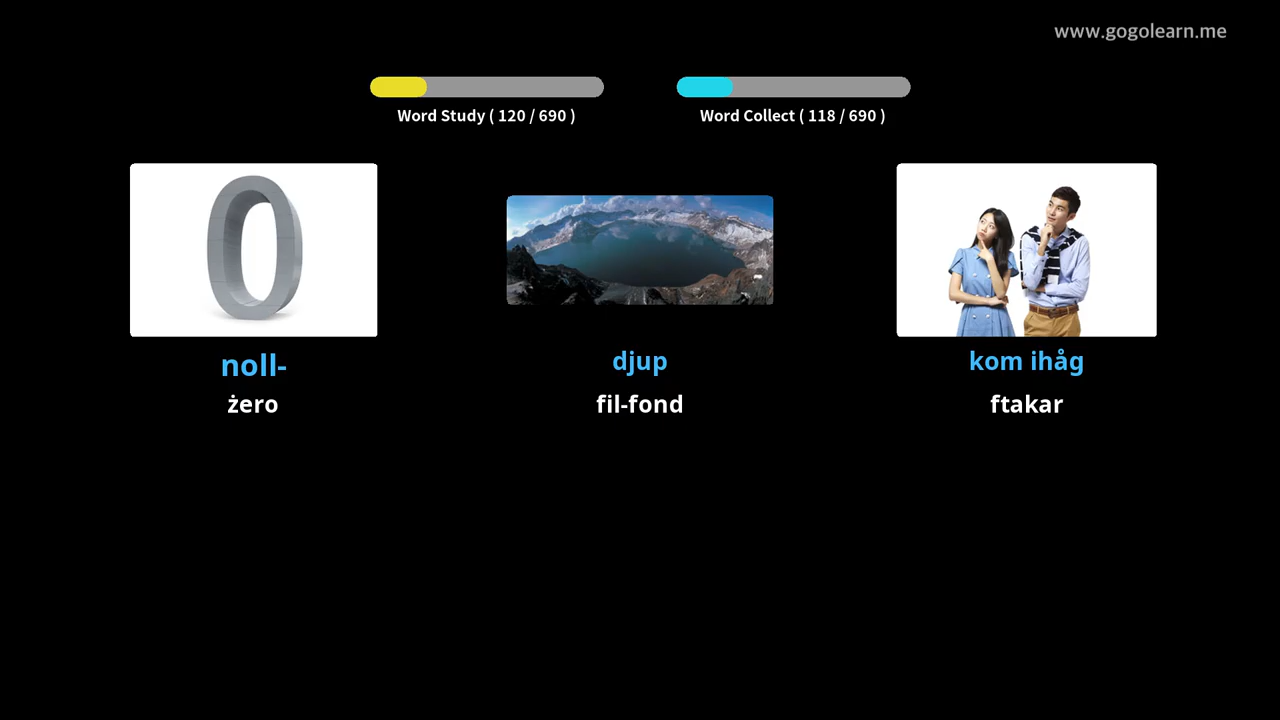 www.gogolearn.me
Word Study ( 120 / 690 )
Word Collect ( 118 / 690 )
0
noll-
żero
djup
fil-fond
kom ihåg
ftakar